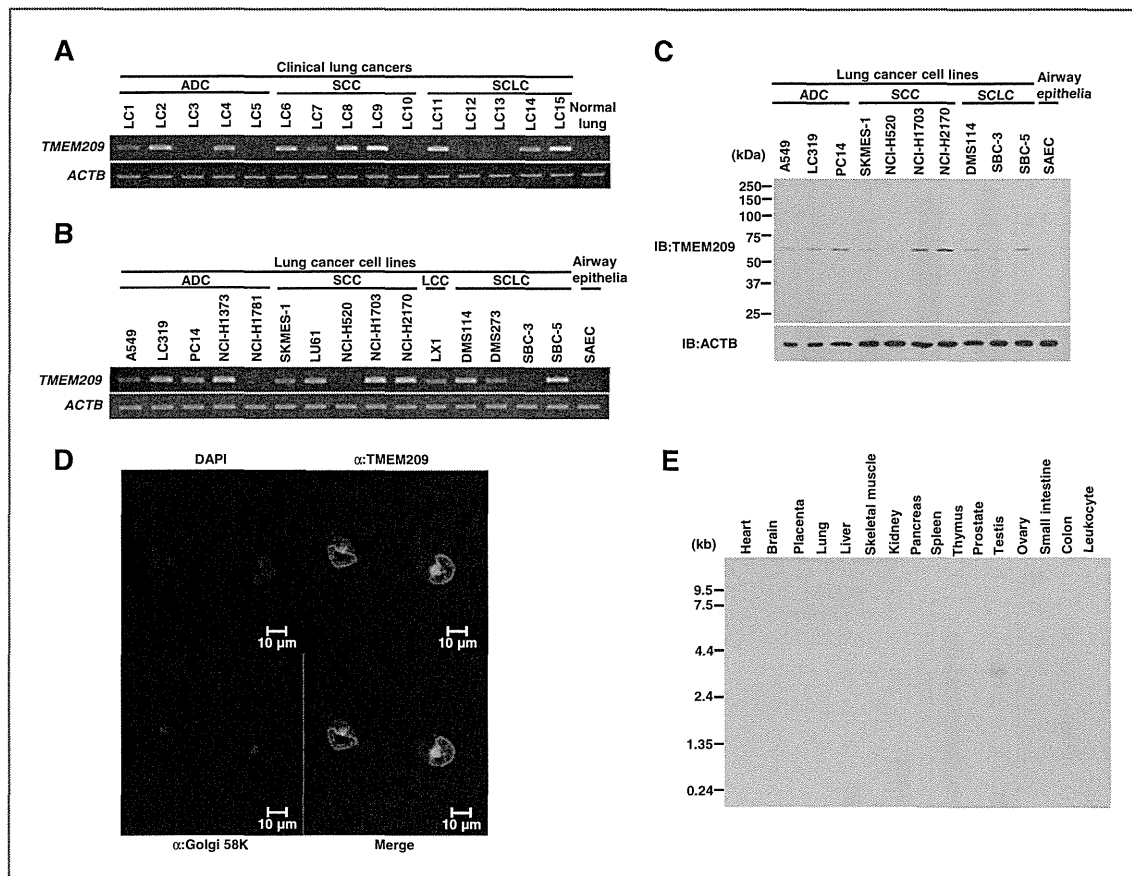 A
Clinical lung cancers
ADC SCC SCLC
LC1 LC2 LC3 LC4 LC5 LC6 LC7 LC8 LC9 LC10 LC11 LC12 LC13 LC14 LC15 Normal lung
TMEM209
ACTB
B
Lung cancer cell lines Airway epithelia
ADC SCC LCC SCLC
A549 LC319 PC14 NCI-H1373 NCI-H1781 SKMES-1 LU61 NCI-H520 NCI-H1703 NCI-H2170 LX1 DMS114 DMS273 SBC-3 SBC-5 SAEC
TMEM209
ACTB
C
Lung cancer cell lines Airway epithelia
ADC SCC SCLC
A549 LC319 PC14 SKMES-1 NCI-H520 NCI-H1703 NCI-H2170 DMS114 SBC-3 SBC-5 SAEC
(kDa)
250
150
100
75
IB:TMEM209
50
37
25
IB:ACTB
D
DAPI α:TMEM209
10 µm 10 µm
10 µm 10 µm
α:Golgi 58K Merge
E
Heart Brain Placenta Lung Liver Skeletal muscle Kidney Pancreas Spleen Thymus Prostate Testis Ovary Small intestine Colon Leukocyte
(kb)
9.5
7.5
4.4
2.4
1.35
0.24